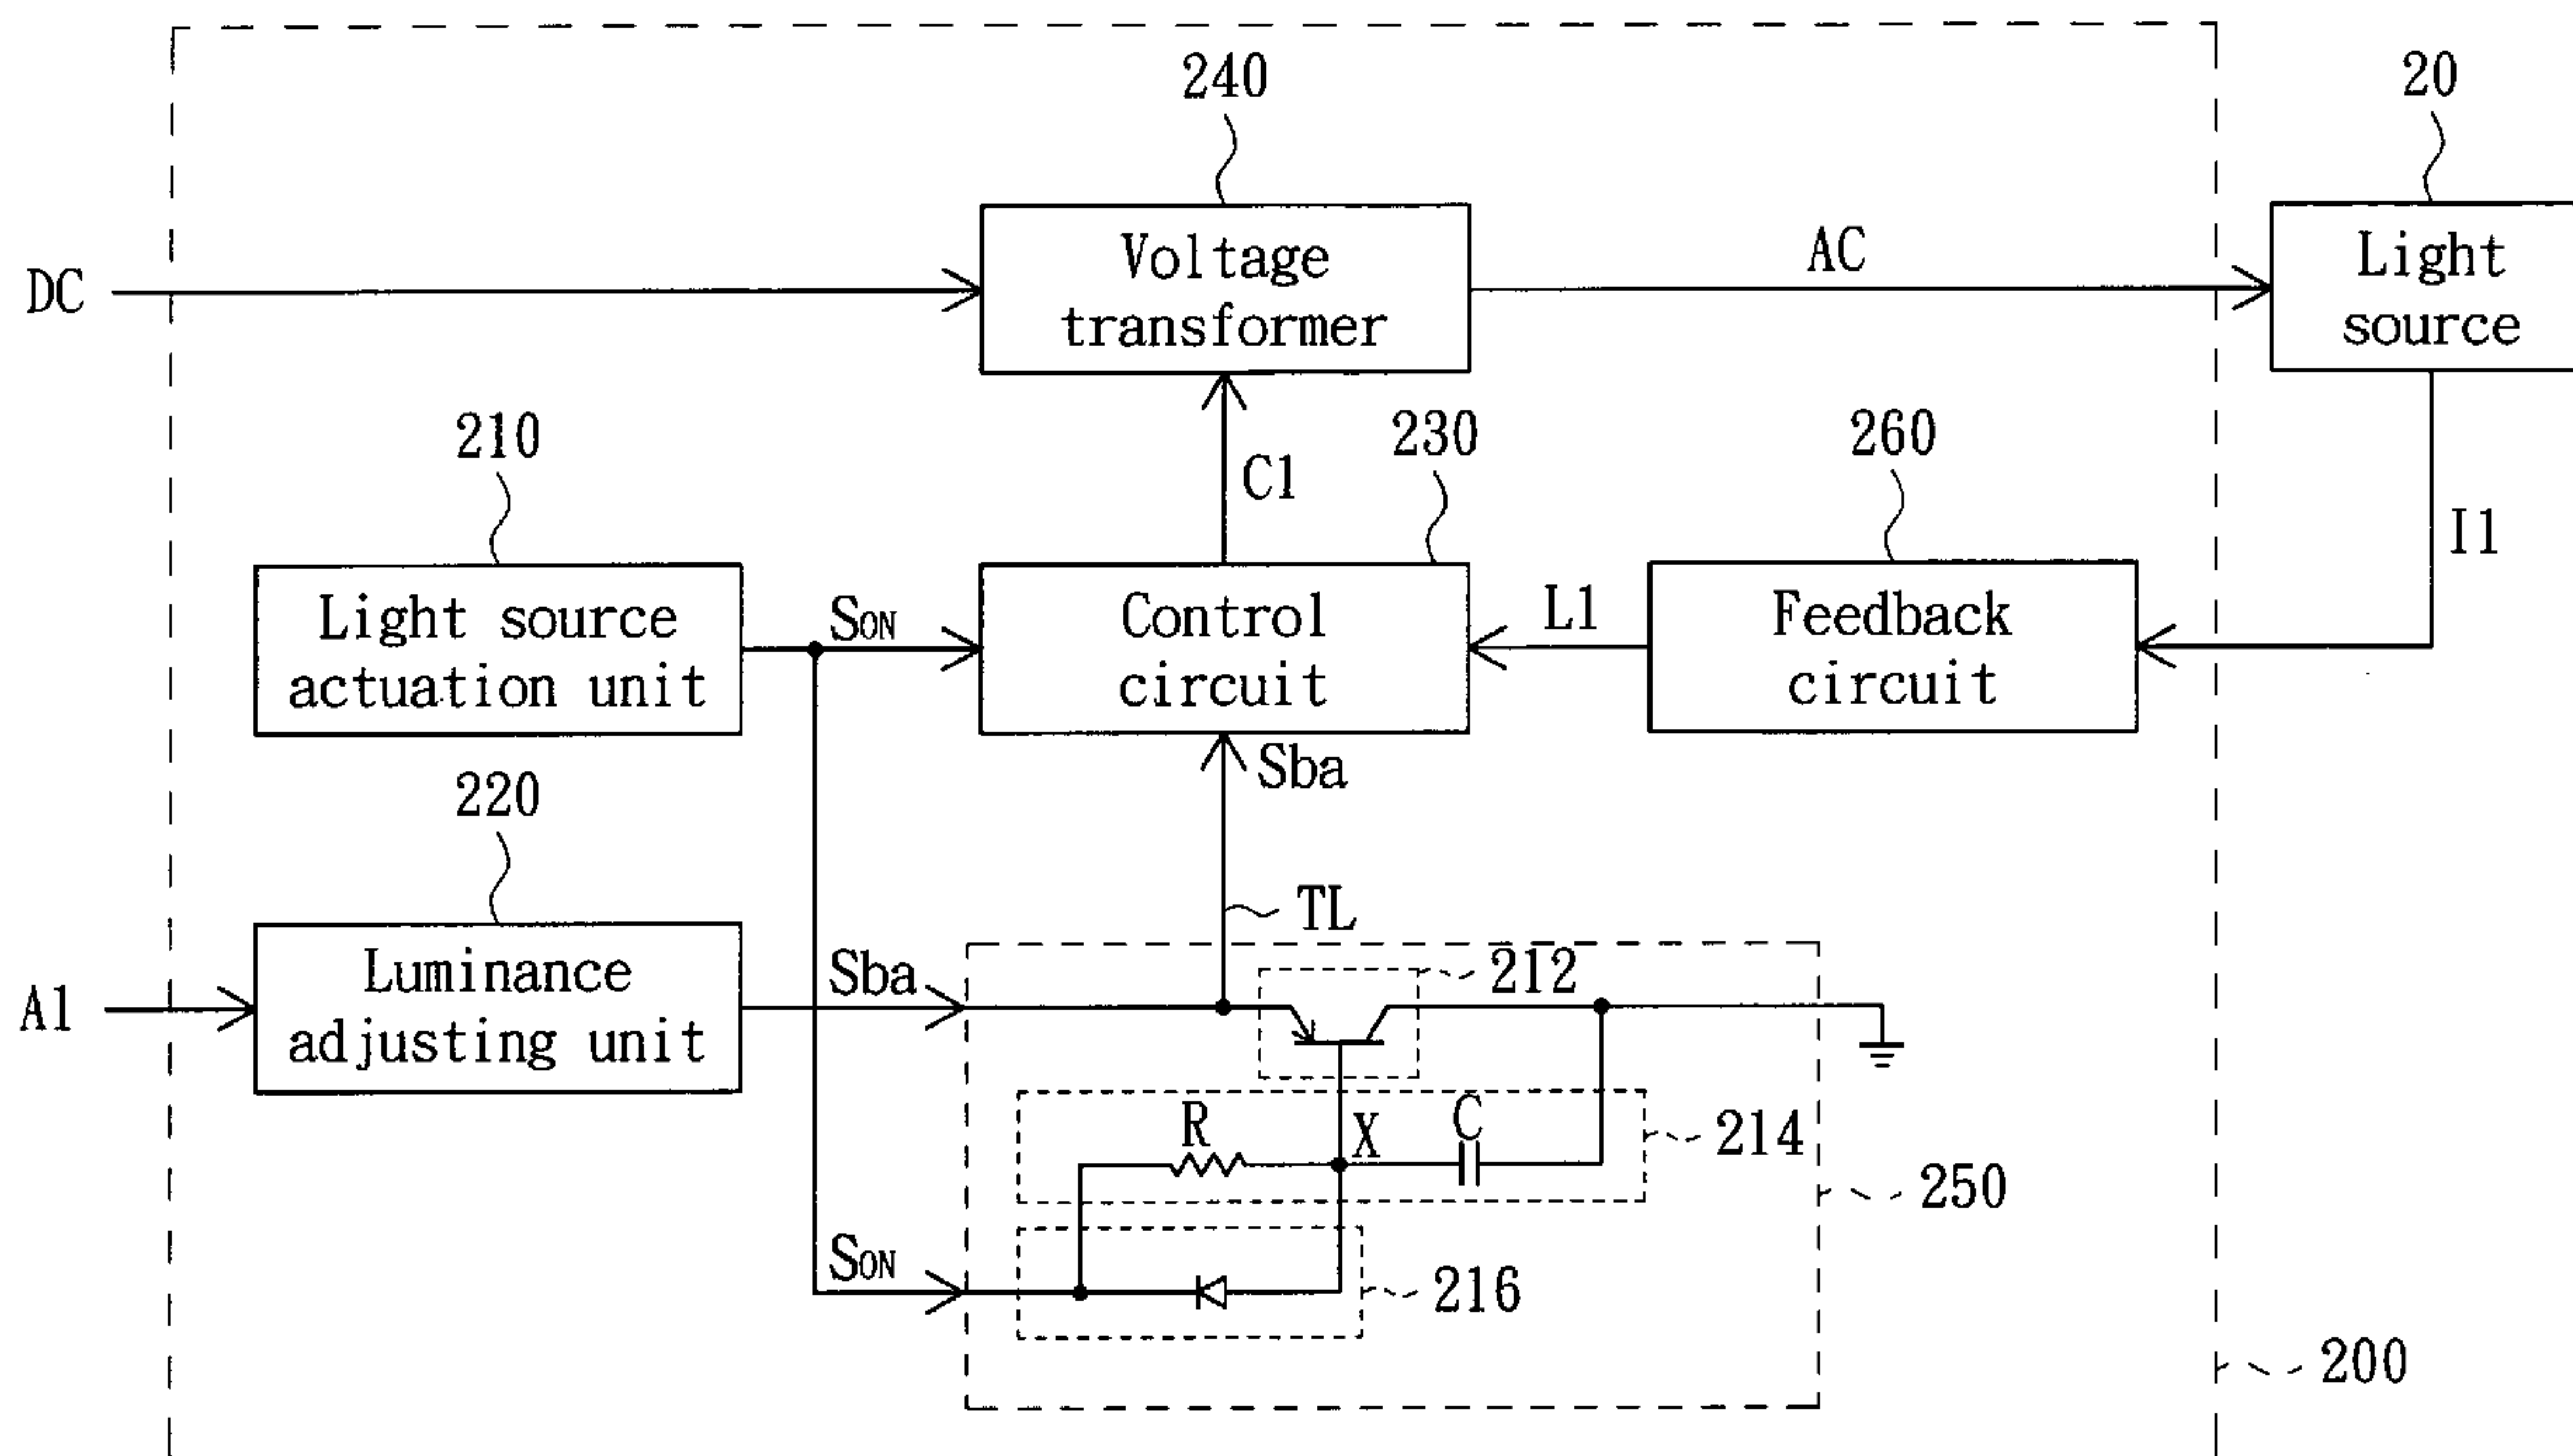 240
20
DC
Voltage
transformer
AC
Light
source
210
C1
230
260
I1
Light source
actuation unit
SON
Control
circuit
L1
Feedback
circuit
220
Sba
TL
A1
Luminance
adjusting unit
Sba
212
R
X
C
214
250
SON
216
200